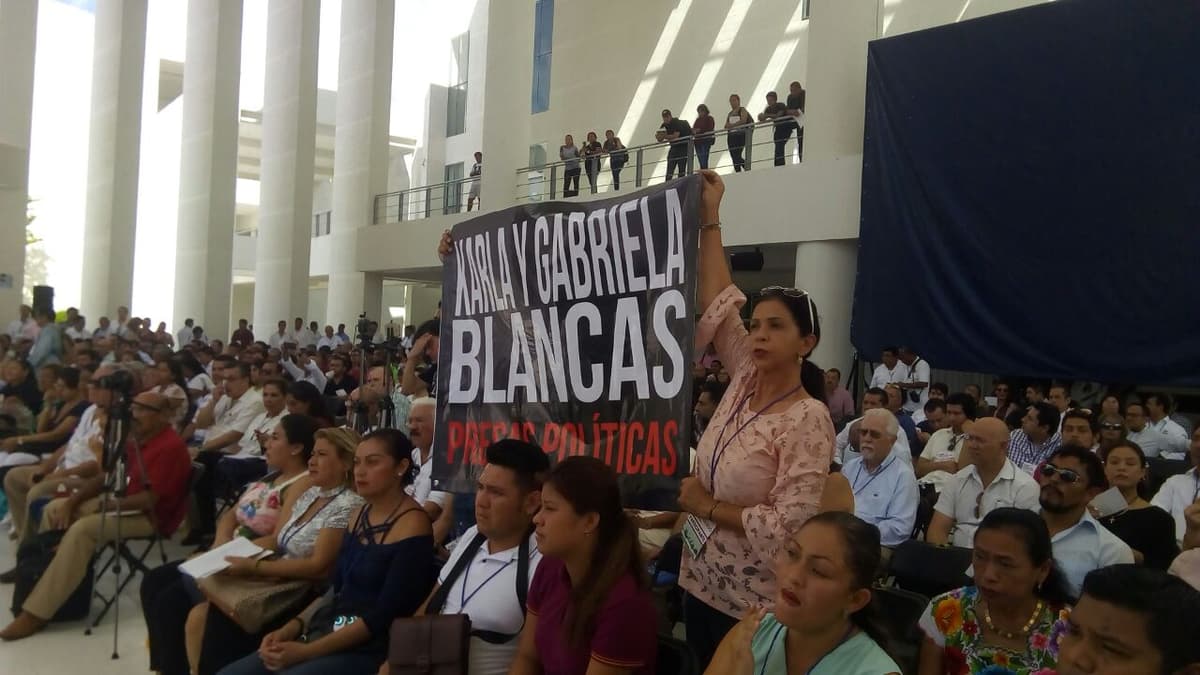 KARLA Y GABRIELA
BLANCAS
PRESAS POLÍTICAS